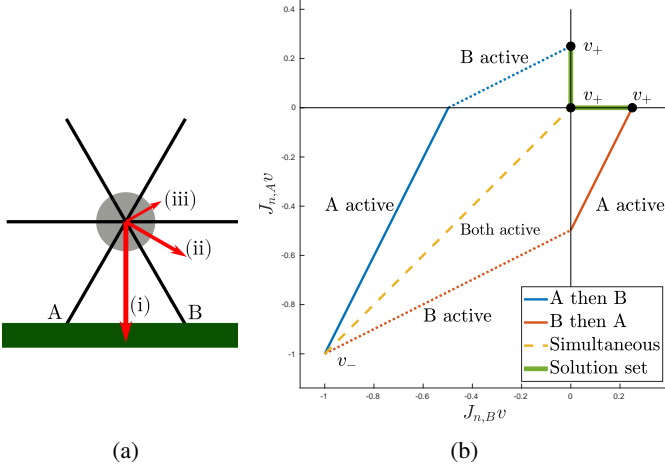 (iii)
(ii)
(i)
A
B
(a)
0.4
0.2
0
-0.2
-0.4
-0.6
-0.8
-1
J_{n,A}v
B active
v_+
v_+
v_+
A active
A active
Both active
B active
v_-
A then B
B then A
Simultaneous
Solution set
-1
-0.8
-0.6
-0.4
-0.2
0
0.2
J_{n,B}v
(b)